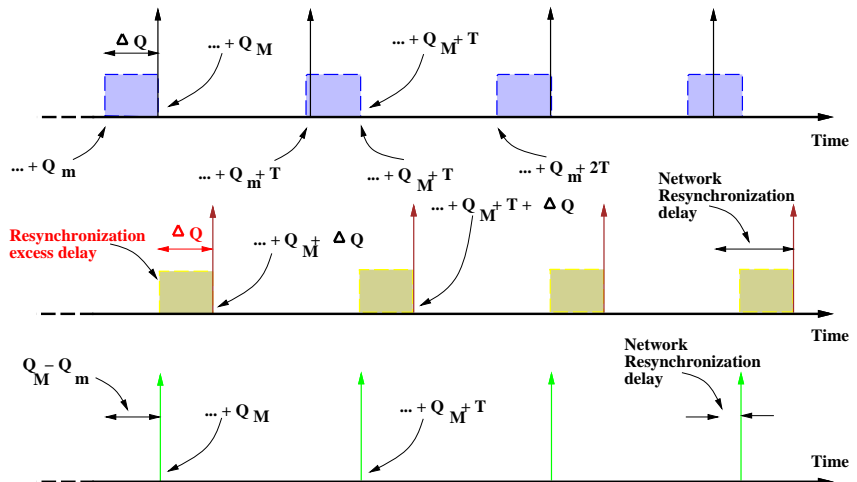 Δ Q
... + Q M
... + Q M + T
Time
... + Q m
... + Q m + T
... + Q M + T
... + Q m + 2T
Network
Resynchronization
delay
... + Q M + T + Δ Q
Resynchronization
excess delay
Δ Q
... + Q M + Δ Q
Time
Network
Resynchronization
delay
Q M − Q m
... + Q M
... + Q M + T
Time